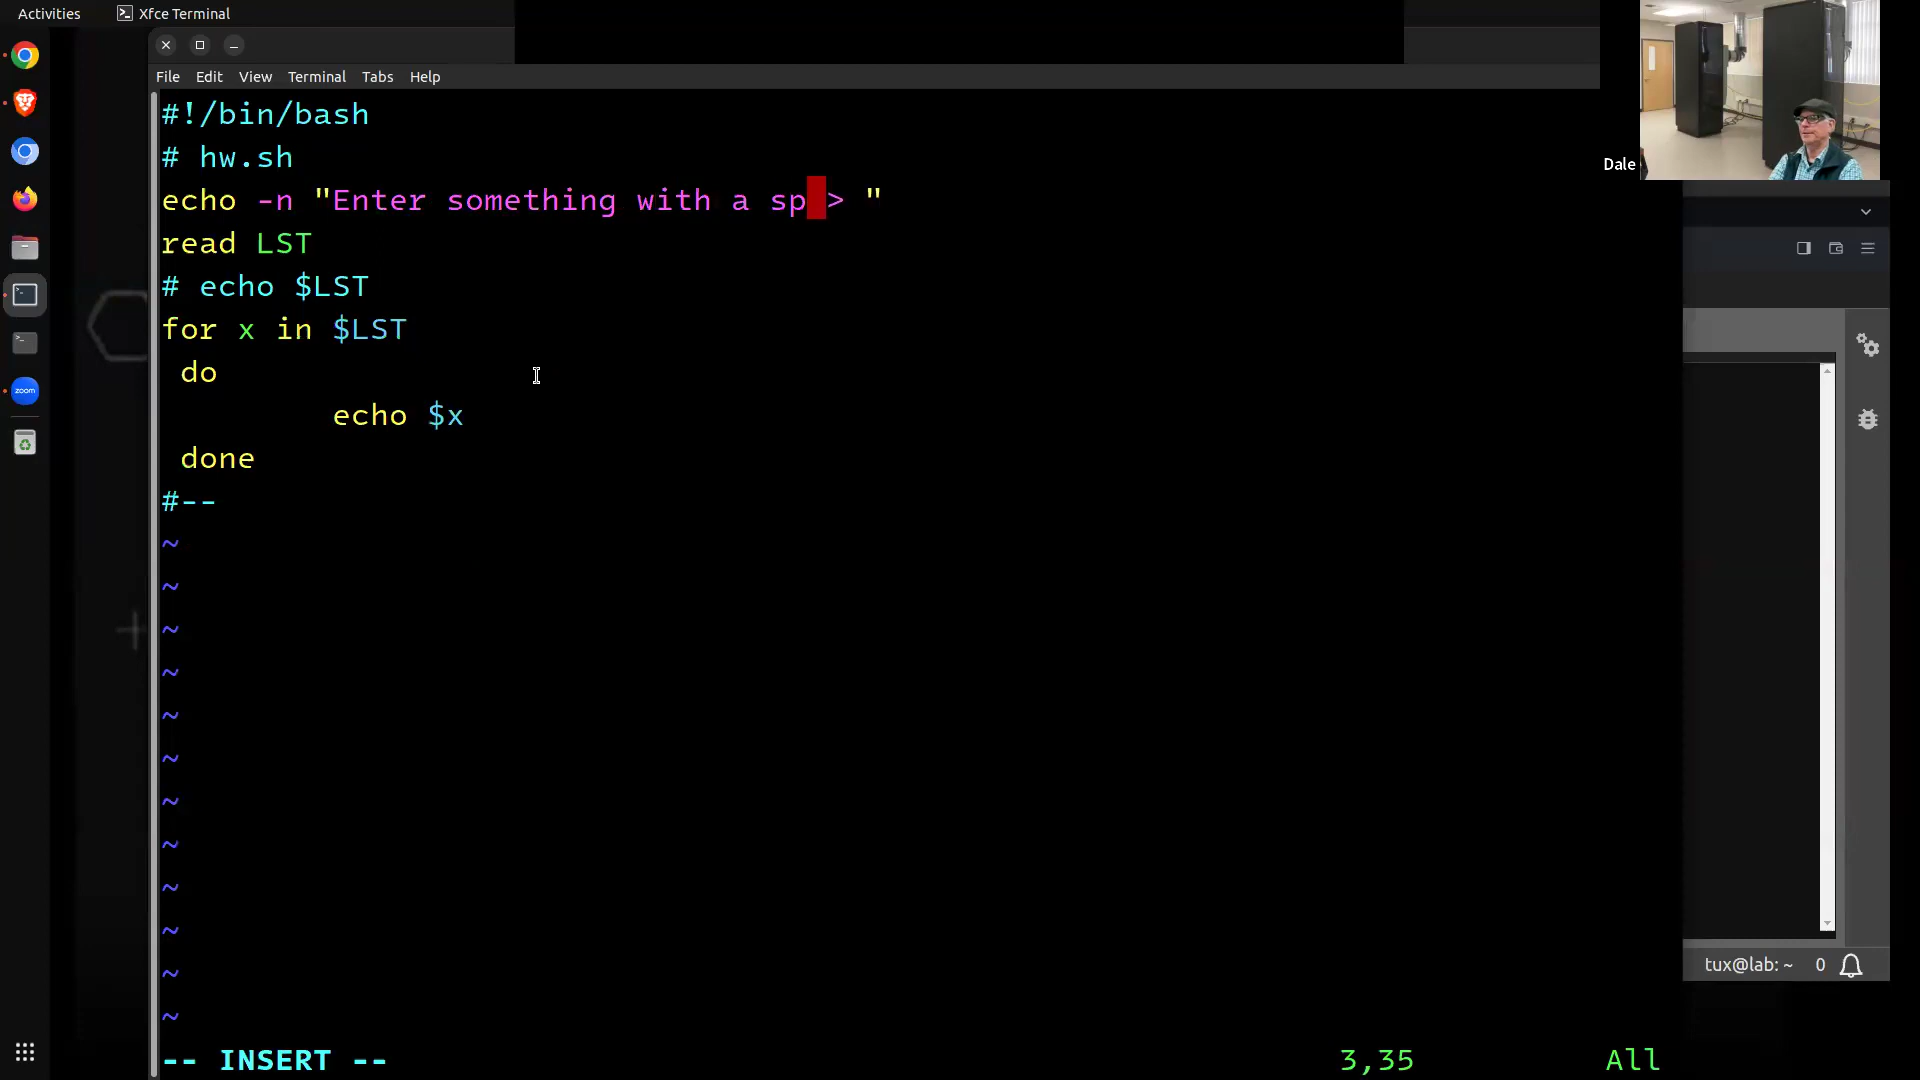 Activities
Xfce Terminal
File Edit View Terminal Tabs Help
#!/bin/bash
# hw.sh
echo -n "Enter something with a sp > "
read LST
# echo $LST
for x in $LST
do
echo $x
done
#--
~
~
~
~
~
~
~
~
~
~
~
~
-- INSERT --
3,35
All
Dale
zoom
tux@lab: ~
0